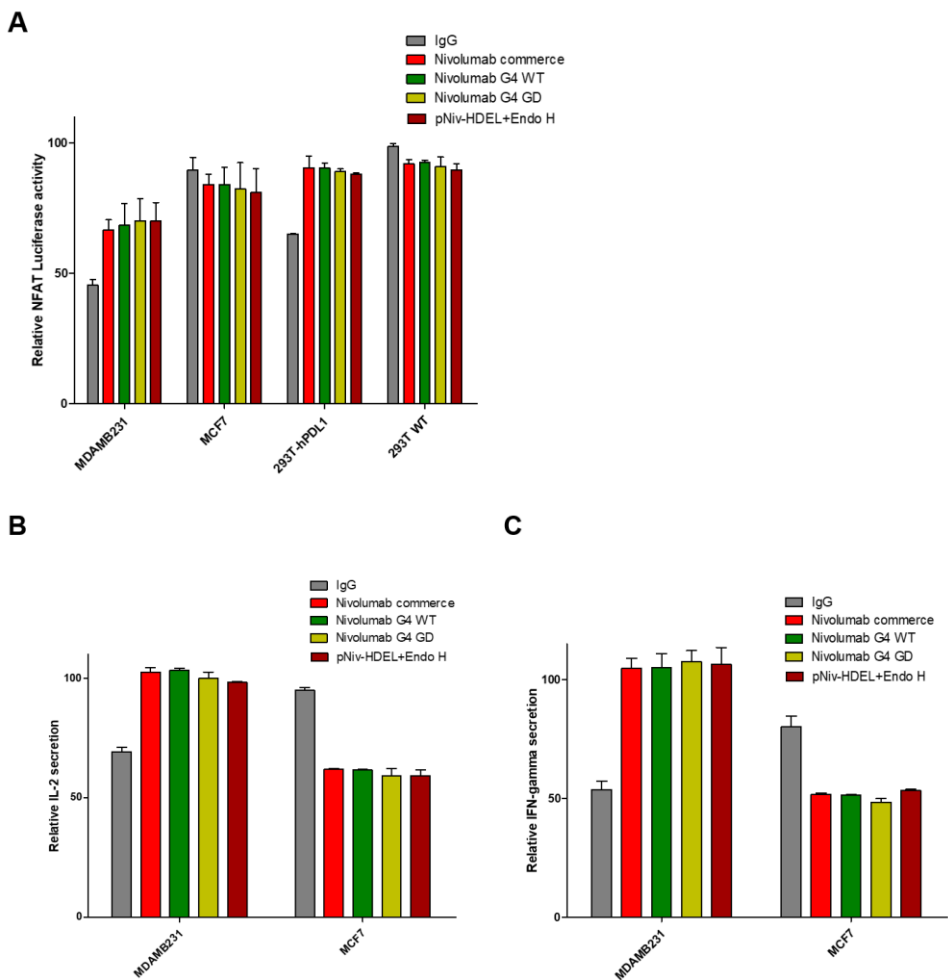 A
IgG
Nivolumab commerce
Nivolumab G4 WT
Nivolumab G4 GD
pNiv-HDEL+Endo H
Relative NFAT Luciferase activity
100
50
0
MDAMB231
MCF7
293T-hPDL1
293T WT
B
IgG
Nivolumab commerce
Nivolumab G4 WT
Nivolumab G4 GD
pNiv-HDEL+Endo H
Relative IL-2 secretion
100
50
0
MDAMB231
MCF7
C
IgG
Nivolumab commerce
Nivolumab G4 WT
Nivolumab G4 GD
pNiv-HDEL+Endo H
Relative IFN-gamma secretion
100
50
0
MDAMB231
MCF7